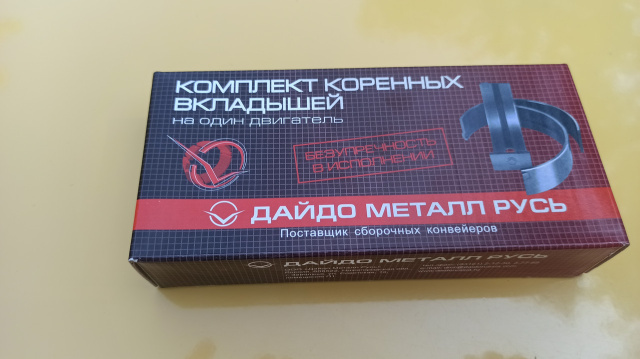 КОМПЛЕКТ КОРЕННЫХ
ВКЛАДЫШЕЙ
на один двигатель
БЕЗУПРЕЧНОСТЬ
В ИСПОЛНЕНИИ
ДАЙДО МЕТАЛЛ РУСЬ
Поставщик сборочных конвейеров
ДАЙДО МЕТАЛЛ РУСЬ